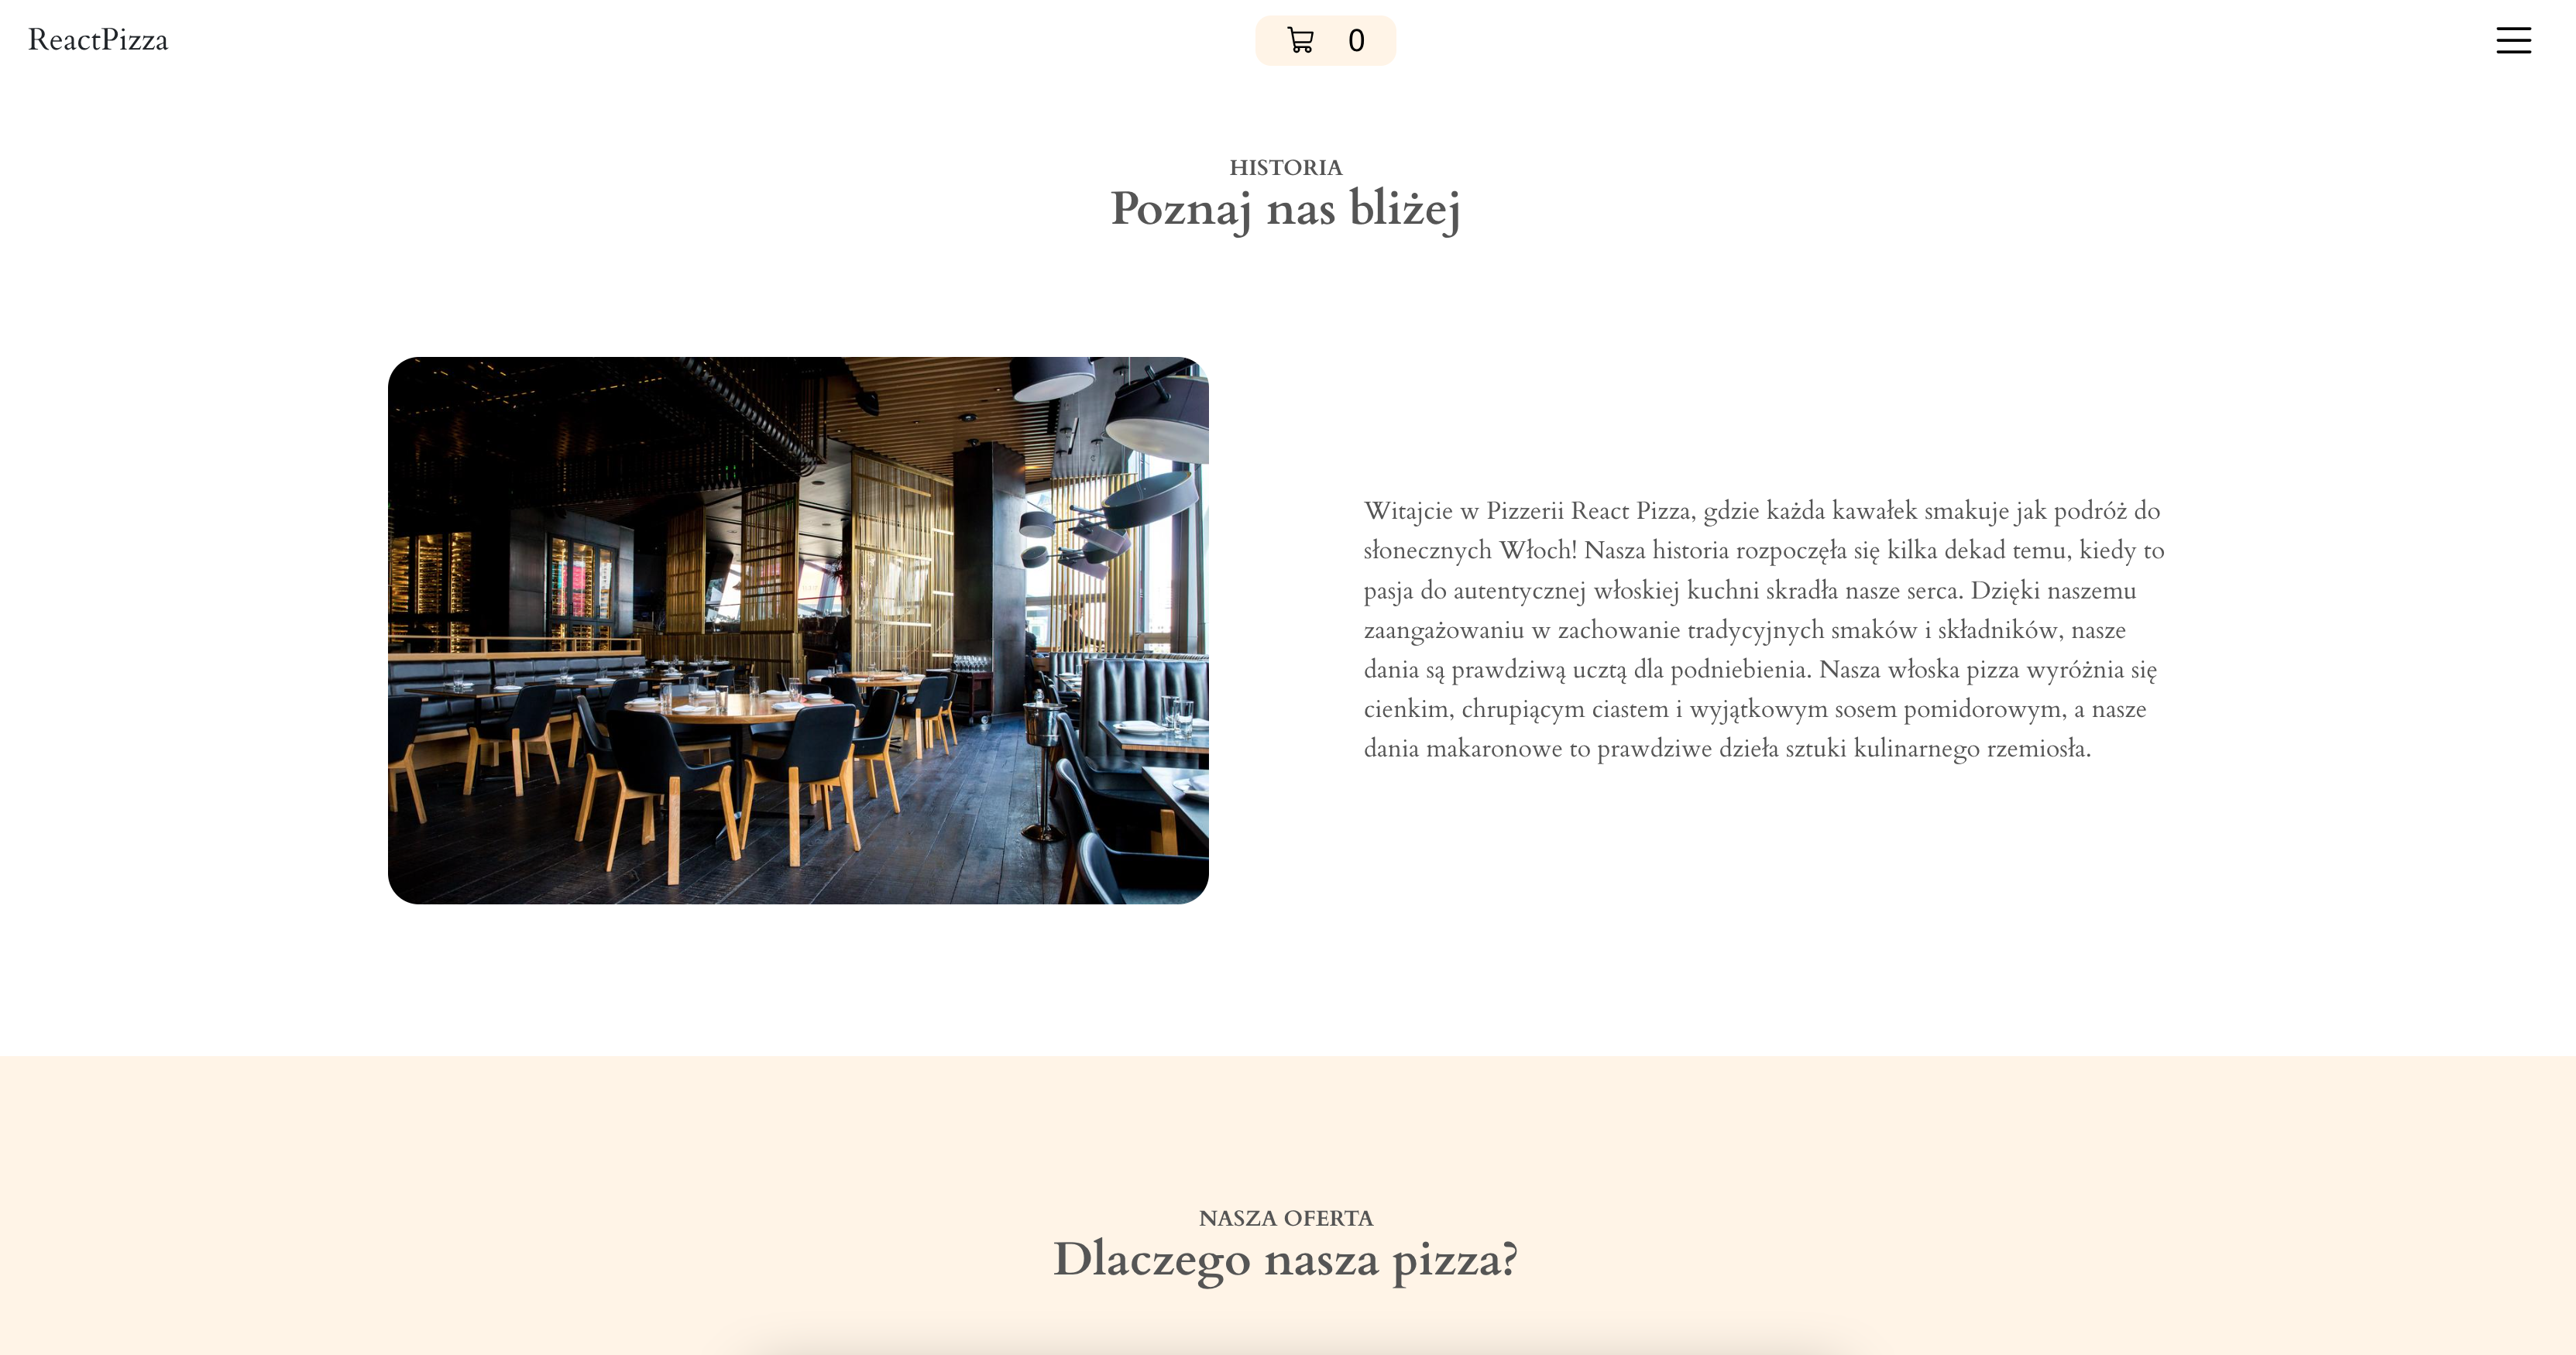 ReactPizza
0
HISTORIA
Poznaj nas bliżej
Witajcie w Pizzerii React Pizza, gdzie każda kawałek smakuje jak podróż do
słonecznych Włoch! Nasza historia rozpoczęła się kilka dekad temu, kiedy to
pasja do autentycznej włoskiej kuchni skradła nasze serca. Dzięki naszemu
zaangażowaniu w zachowanie tradycyjnych smaków i składników, nasze
dania są prawdziwą ucztą dla podniebienia. Nasza włoska pizza wyróżnia się
cienkim, chrupiącym ciastem i wyjątkowym sosem pomidorowym, a nasze
dania makaronowe to prawdziwe dzieła sztuki kulinarnego rzemiosła.
NASZA OFERTA
Dlaczego nasza pizza?